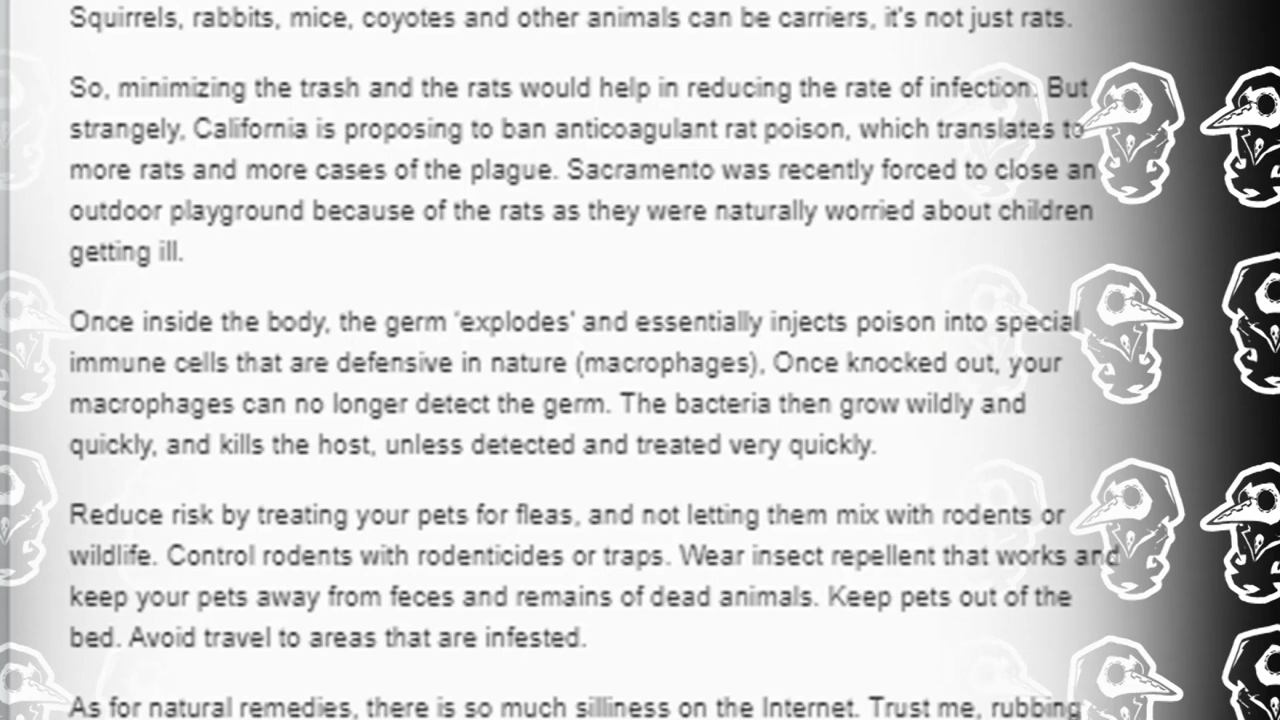 Squirrels, rabbits, mice, coyotes and other animals can be carriers, it's not just rats.
So, minimizing the trash and the rats would help in reducing the rate of infection. But
strangely, California is proposing to ban anticoagulant rat poison, which translates to
more rats and more cases of the plague. Sacramento was recently forced to close an
outdoor playground because of the rats as they were naturally worried about children
getting ill.
Once inside the body, the germ 'explodes' and essentially injects poison into special
immune cells that are defensive in nature (macrophages), Once knocked out, your
macrophages can no longer detect the germ. The bacteria then grow wildly and
quickly, and kills the host, unless detected and treated very quickly.
Reduce risk by treating your pets for fleas, and not letting them mix with rodents or
wildlife. Control rodents with rodenticides or traps. Wear insect repellent that works and
keep your pets away from feces and remains of dead animals. Keep pets out of the
bed. Avoid travel to areas that are infested.
As for natural remedies, there is so much silliness on the Internet. Trust me, rubbing